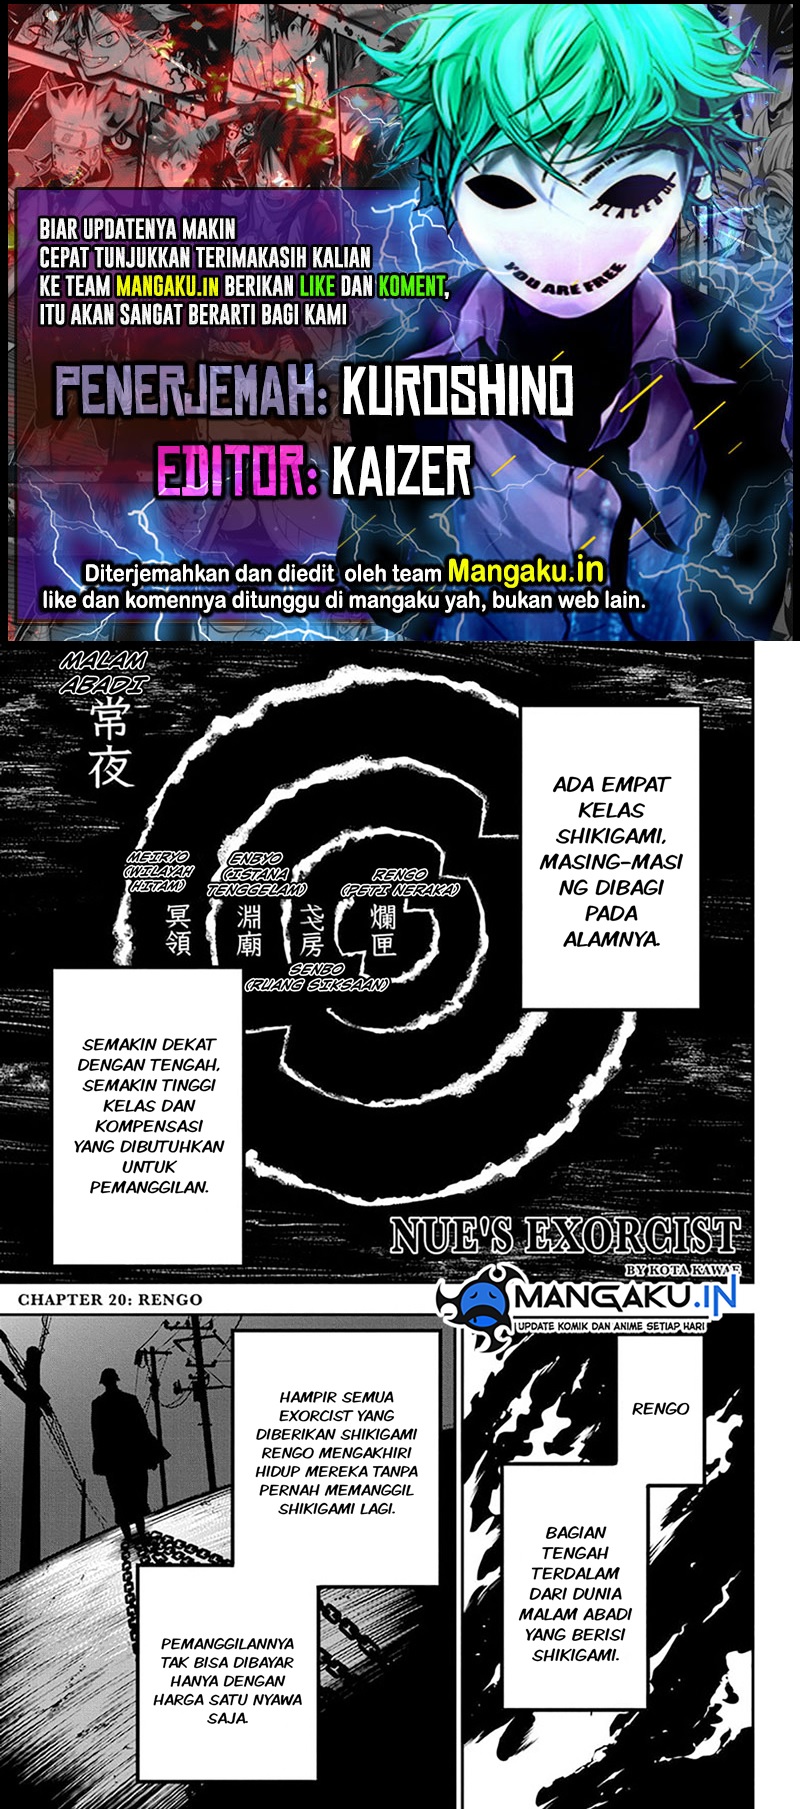 BIAR UPDATENYA MAKIN
CEPAT TUNJUKKAN TERIMAKASIH KALIAN
KE TEAM MANGAKU.IN BERIKAN LIKE DAN KOMENT,
ITU AKAN SANGAT BERARTI BAGI KAMI
PLACEBO
YOU ARE FREE
PENERJEMAH: KUROSHINO
EDITOR: KAIZER
Diterjemahkan dan diedit oleh team Mangaku.in
like dan komennya ditunggu di mangaku yah, bukan web lain.
MALAM
ABADI
常夜
ADA EMPAT
KELAS
SHIKIGAMI,
MASING-MASI
NG DIBAGI
PADA
ALAMNYA.
MEIRYO
(WILAYAH
HITAM)
冥領
ENBYO
(ISTANA
TENGGELAM)
淵廟
戈房
SENBO
(RUANG SIKSAAN)
RENGO
(PETI NERAKA)
爛匣
SEMAKIN DEKAT
DENGAN TENGAH,
SEMAKIN TINGGI
KELAS DAN
KOMPENSASI
YANG DIBUTUHKAN
UNTUK
PEMANGGILAN.
NUE'S EXORCIST
BY KOTA KAWAE
CHAPTER 20: RENGO
MANGAKU.IN
UPDATE KOMIK DAN ANIME SETIAP HARI
RENGO
BAGIAN
TENGAH
TERDALAM
DARI DUNIA
MALAM ABADI
YANG BERISI
SHIKIGAMI.
HAMPIR SEMUA
EXORCIST YANG
DIBERIKAN SHIKIGAMI
RENGO MENGAKHIRI
HIDUP MEREKA TANPA
PERNAH MEMANGGIL
SHIKIGAMI LAGI.
PEMANGGILANNYA
TAK BISA DIBAYAR
HANYA DENGAN
HARGA SATU NYAWA
SAJA.